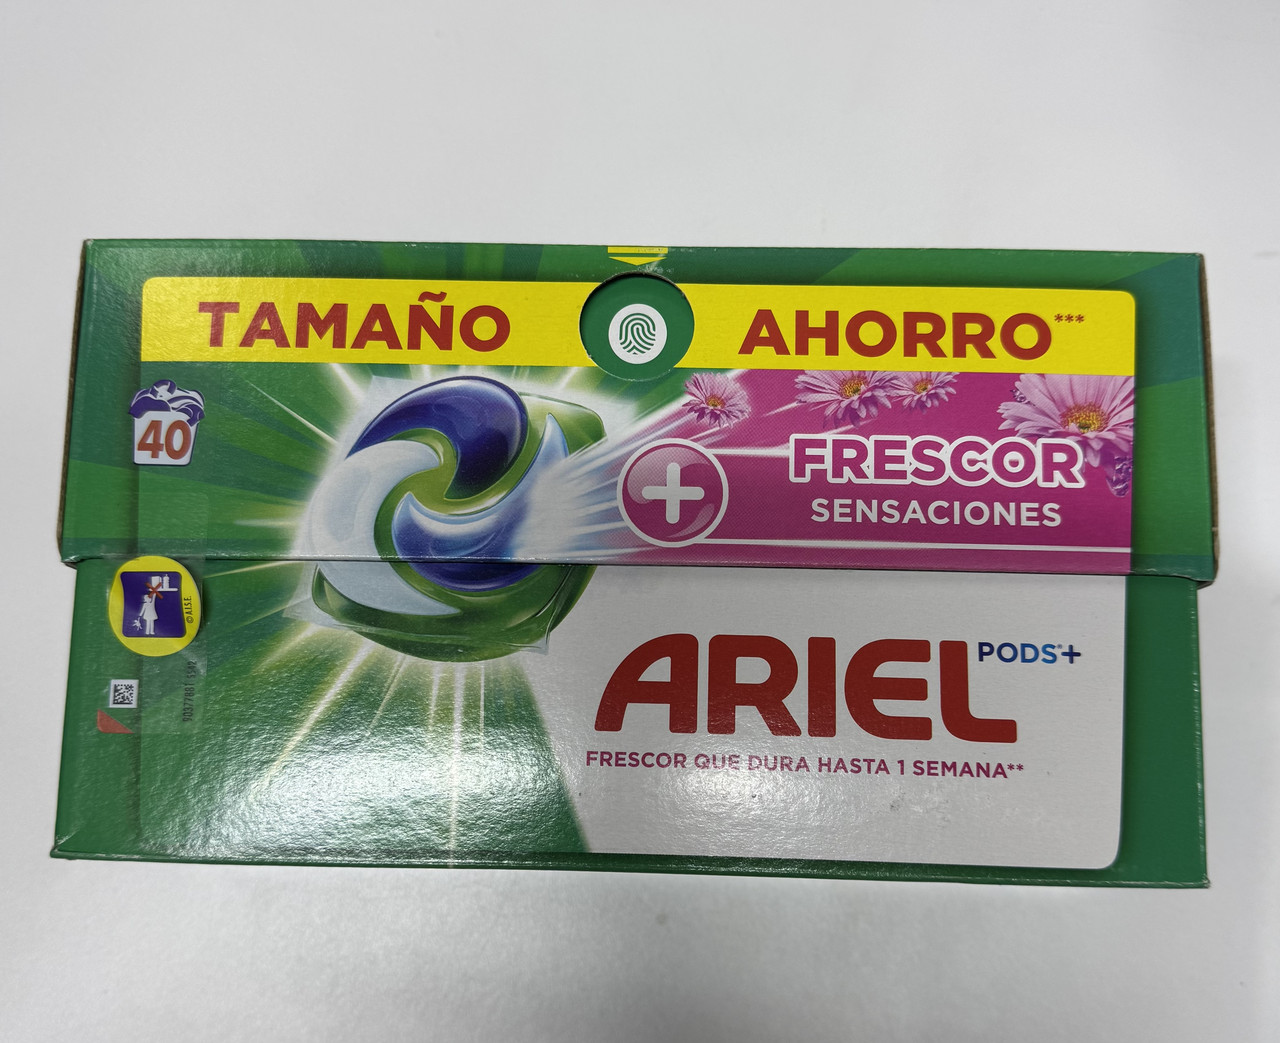 TAMAÑO AHORRO***
40
+ FRESCOR
SENSACIONES
© A.I.S.E.
ARIEL PODS®+
FRESCOR QUE DURA HASTA 1 SEMANA**